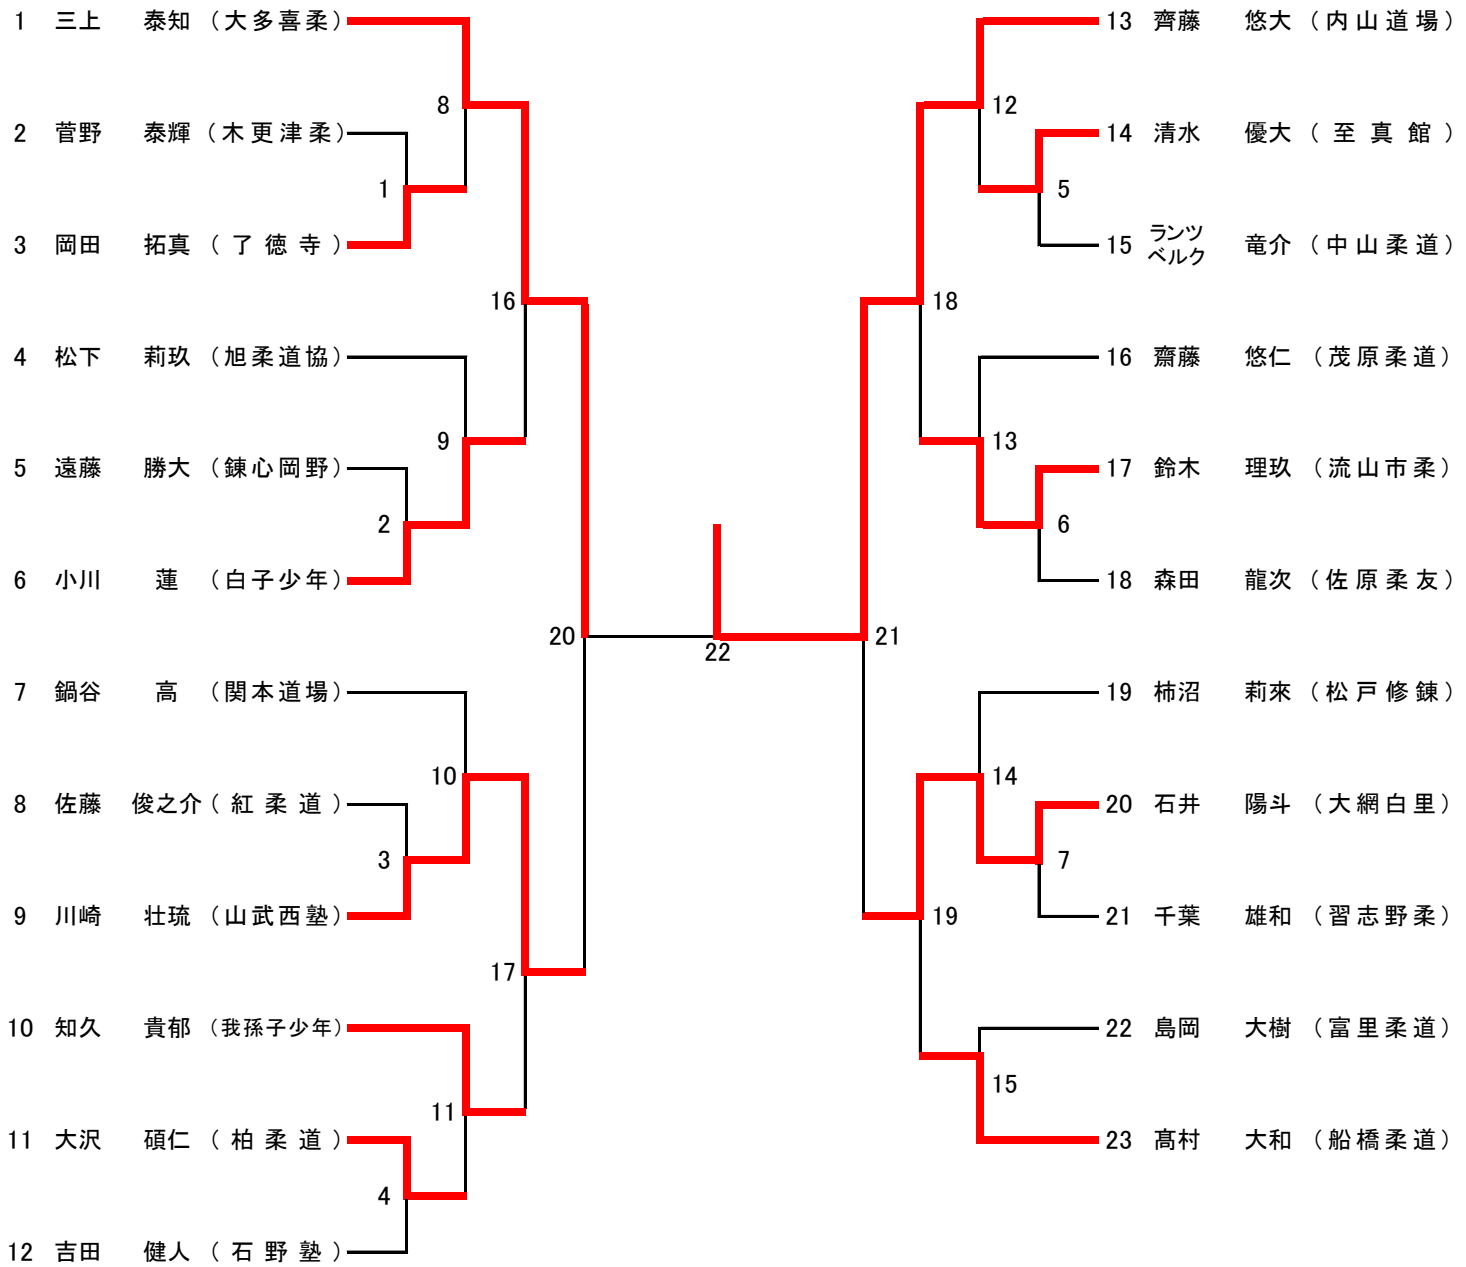 1 三上 泰知 (大多喜柔)
8
2 菅野 泰輝 (木更津柔)
1
3 岡田 拓真 (了徳寺)
16
4 松下 莉玖 (旭柔道協)
9
5 遠藤 勝大 (錬心岡野)
2
6 小川 蓮 (白子少年)
20
7 鍋谷 高 (関本道場)
10
8 佐藤 俊之介 (紅柔道)
3
9 川崎 壮琉 (山武西塾)
17
10 知久 貴郁 (我孫子少年)
11
11 大沢 碩仁 (柏柔道)
4
12 吉田 健人 (石野塾)
22
13 齊藤 悠大 (内山道場)
12
14 清水 優大 (至真館)
5
15 ランツ
ベルク 竜介 (中山柔道)
18
16 齋藤 悠仁 (茂原柔道)
13
17 鈴木 理玖 (流山市柔)
6
18 森田 龍次 (佐原柔友)
21
19 柿沼 莉來 (松戸修錬)
14
20 石井 陽斗 (大網白里)
7
21 千葉 雄和 (習志野柔)
19
22 島岡 大樹 (富里柔道)
15
23 髙村 大和 (船橋柔道)